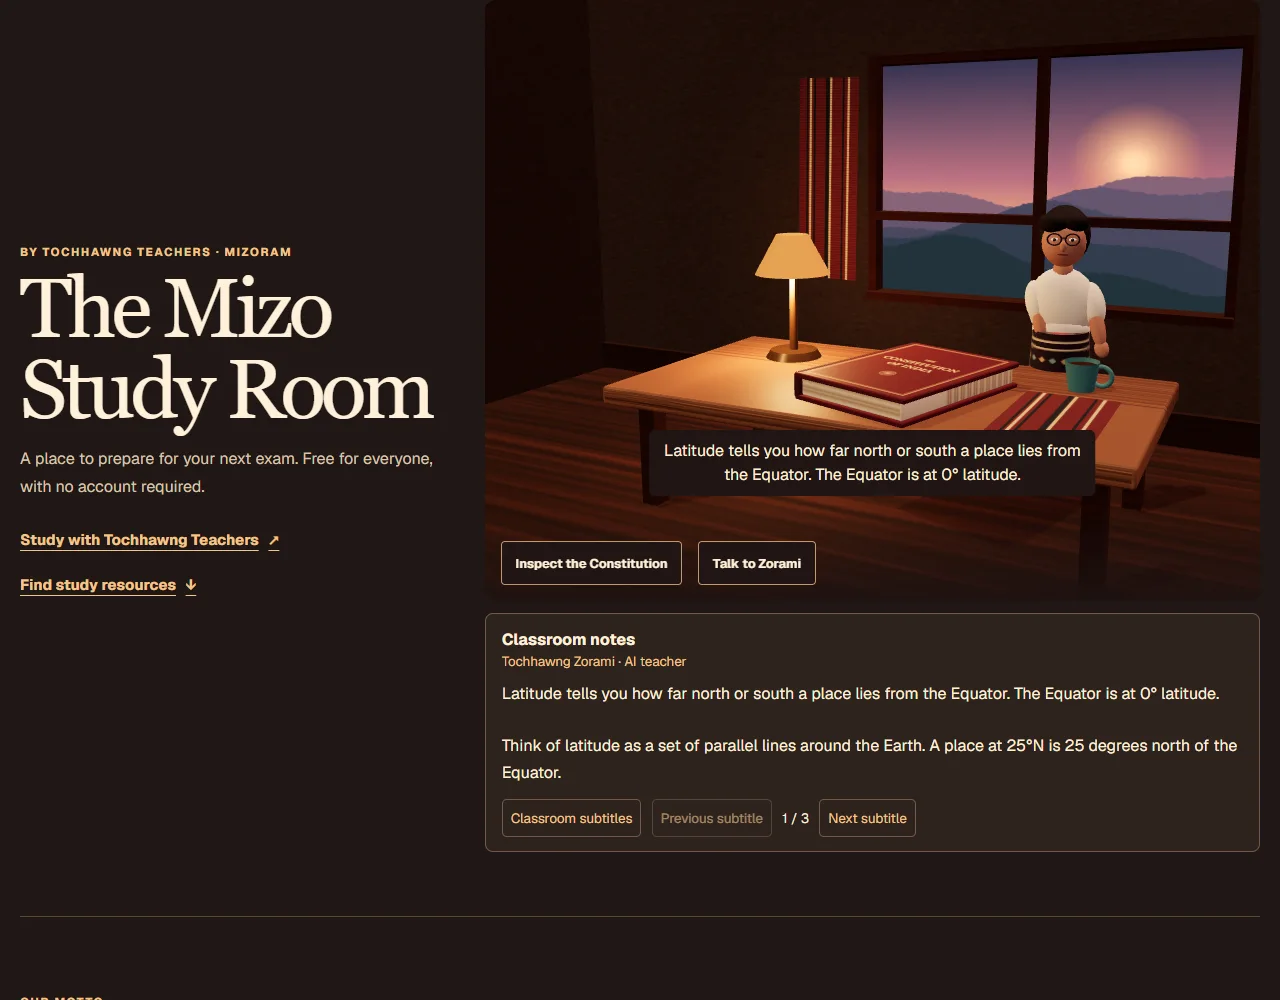 BY TOCHHAWNG TEACHERS · MIZORAM
The Mizo
Study Room
A place to prepare for your next exam. Free for everyone,
with no account required.
Study with Tochhawng Teachers ↗
Find study resources ↓
THE
CONSTITUTION
OF INDIA
Latitude tells you how far north or south a place lies from
the Equator. The Equator is at 0° latitude.
Inspect the Constitution
Talk to Zorami
Classroom notes
Tochhawng Zorami · AI teacher
Latitude tells you how far north or south a place lies from the Equator. The Equator is at 0° latitude.
Think of latitude as a set of parallel lines around the Earth. A place at 25°N is 25 degrees north of the
Equator.
Classroom subtitles
Previous subtitle
1 / 3
Next subtitle
OUR MOTTO